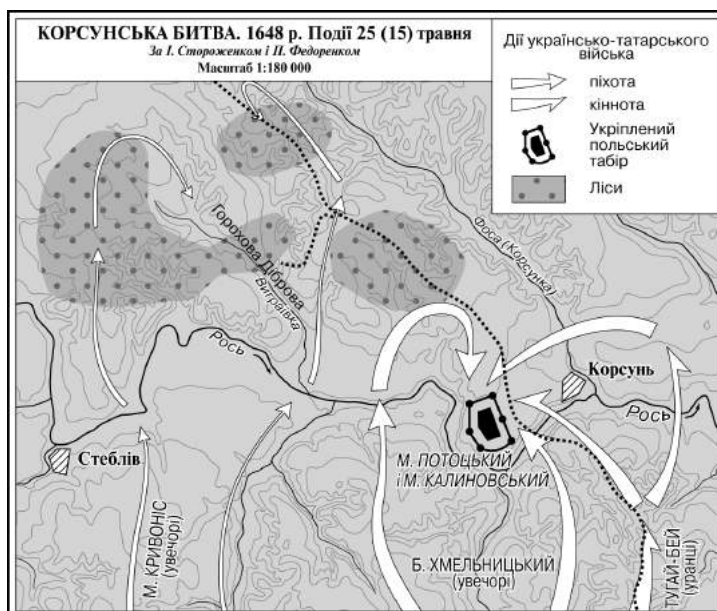 КОРСУНСЬКА БИТВА. 1648 р. Події 25 (15) травня
За І. Стороженком і П. Федоренком
Масштаб 1:180 000
Дії українсько-татарського
війська
піхота
кіннота
Укріплений
польський
табір
Ліси
Горохова Діброва
Витраївка
Фоса (Корсунка)
Рось
Корсунь
Рось
Стеблів
М. ПОТОЦЬКИЙ
і М. КАЛИНОВСЬКИЙ
М. КРИВОНІС
(увечорі)
Б. ХМЕЛЬНИЦЬКИЙ
(увечорі)
ТУГАЙ-БЕЙ
(уранці)